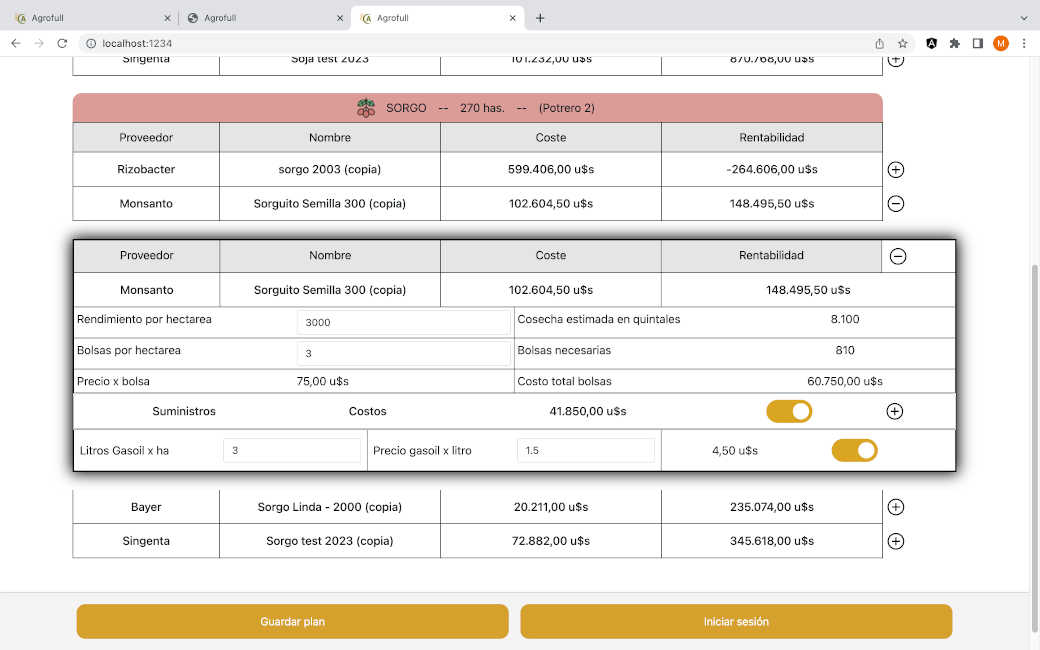 Agrofull
Agrofull
Agrofull
localhost:1234
M
Singenta Soja test 2023 101.232,00 u$s 870.768,00 u$s
SORGO -- 270 has. -- (Potrero 2)
Proveedor Nombre Coste Rentabilidad
Rizobacter sorgo 2003 (copia) 599.406,00 u$s -264.606,00 u$s
Monsanto Sorguito Semilla 300 (copia) 102.604,50 u$s 148.495,50 u$s
Proveedor Nombre Coste Rentabilidad
Monsanto Sorguito Semilla 300 (copia) 102.604,50 u$s 148.495,50 u$s
Rendimiento por hectarea 3000 Cosecha estimada en quintales 8.100
Bolsas por hectarea 3 Bolsas necesarias 810
Precio x bolsa 75,00 u$s Costo total bolsas 60.750,00 u$s
Suministros Costos 41.850,00 u$s
Litros Gasoil x ha 3 Precio gasoil x litro 1.5 4,50 u$s
Bayer Sorgo Linda - 2000 (copia) 20.211,00 u$s 235.074,00 u$s
Singenta Sorgo test 2023 (copia) 72.882,00 u$s 345.618,00 u$s
Guardar plan Iniciar sesión